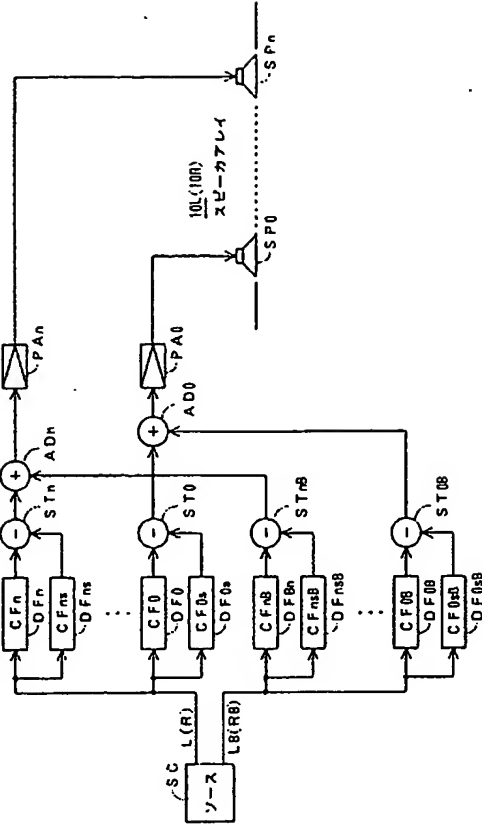 SC
ソース
L(R)
LB(RB)
CFn
DFn
CFns
DFns
STn
ADn
PAn
CF0
DF0
CF0s
DF0s
ST0
AD0
PA0
CFnB
DFBn
CFnsB
DFnsB
STnB
CF0B
DF0B
CF0sB
DF0sB
ST0B
10L(10R)
スピーカアレイ
SP0
SPn